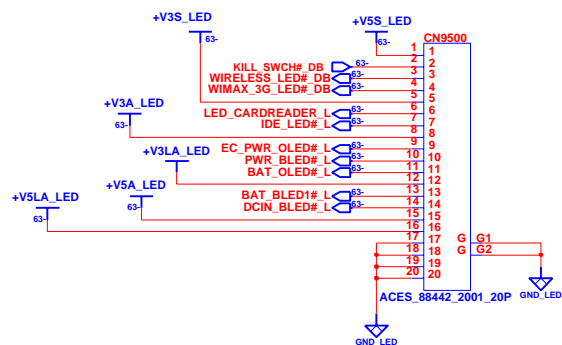 +V3S_LED
63-
+V5S_LED
63-
CN9500
1 1
KILL_SWCH#_DB 63- 2 2
WIRELESS_LED#_DB 63- 3 3
WIMAX_3G_LED#_DB 63- 4 4
5 5
LED_CARDREADER_L 63- 6 6
IDE_LED#_L 63- 7 7
+V3A_LED
63-
8 8
EC_PWR_OLED#_L 63- 9 9
PWR_BLED#_L 63- 10 10
BAT_OLED#_L 63- 11 11
+V3LA_LED
63-
12 12
BAT_BLED1#_L 63- 13 13
DCIN_BLED#_L 63- 14 14
+V5A_LED
63-
15 15
+V5LA_LED
63-
16 16
17 17 G G1
18 18 G G2
19 19
20 20
ACES_88442_2001_20P
GND_LED
GND_LED